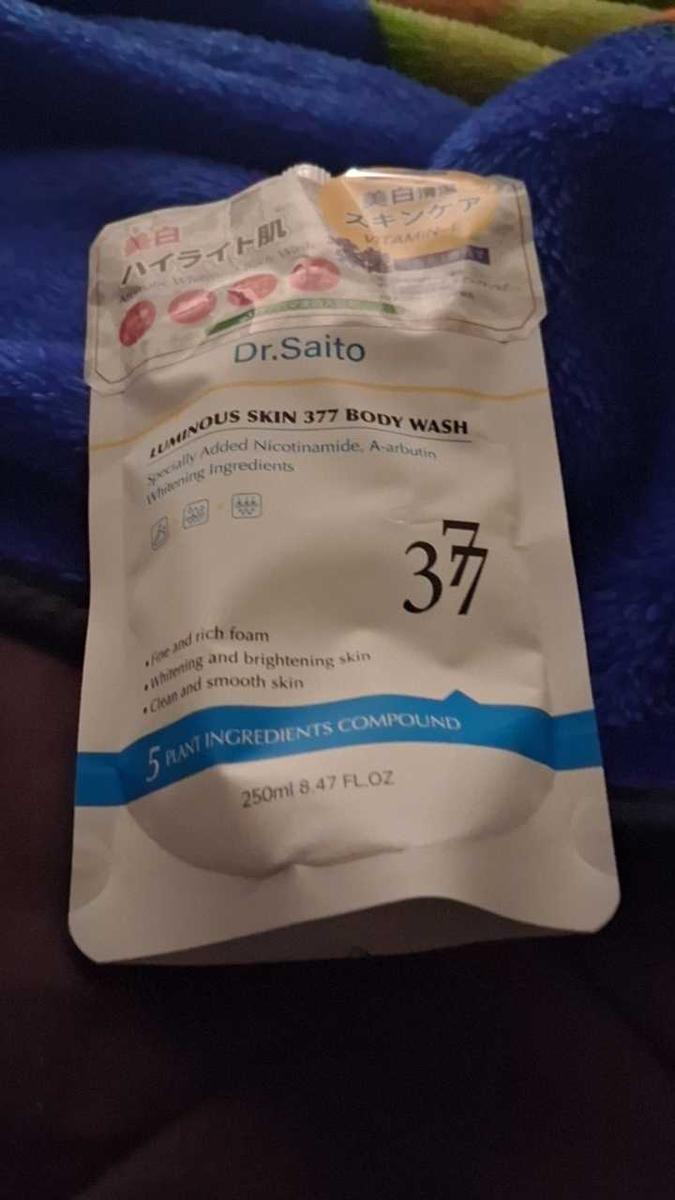 美白
ハイライト肌
美白
スキンケア
VITAMIN-E
Dr.Saito
LUMINOUS SKIN 377 BODY WASH
Specially Added Nicotinamide, A-arbutin
Whitening Ingredients
377
• Fine and rich foam
• Whitening and brightening skin
• Clean and smooth skin
5 PLANT INGREDIENTS COMPOUND
250ml 8.47 FL.OZ